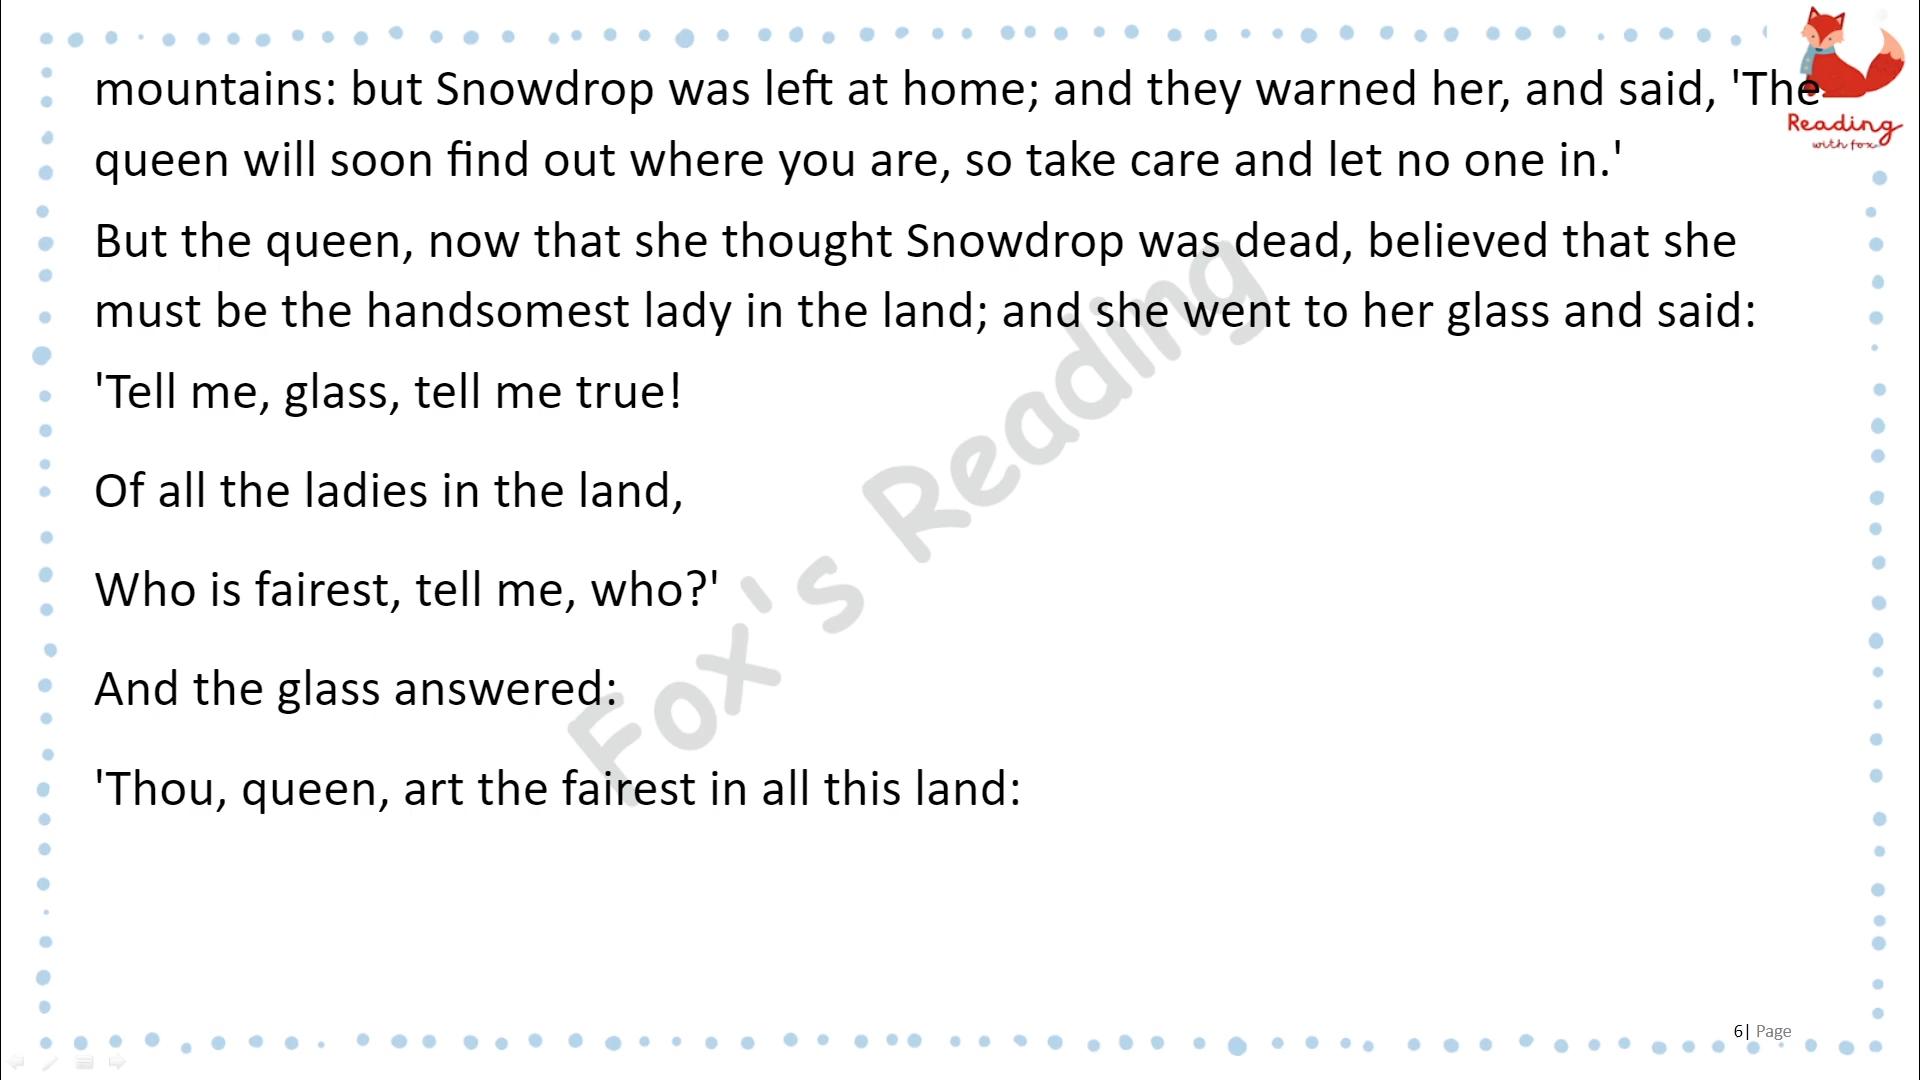 mountains: but Snowdrop was left at home; and they warned her, and said, 'The
queen will soon find out where you are, so take care and let no one in.'
But the queen, now that she thought Snowdrop was dead, believed that she
must be the handsomest lady in the land; and she went to her glass and said:
'Tell me, glass, tell me true!
Of all the ladies in the land,
Who is fairest, tell me, who?'
And the glass answered:
'Thou, queen, art the fairest in all this land:
Reading
with fox
Fox's Reading
6| Page